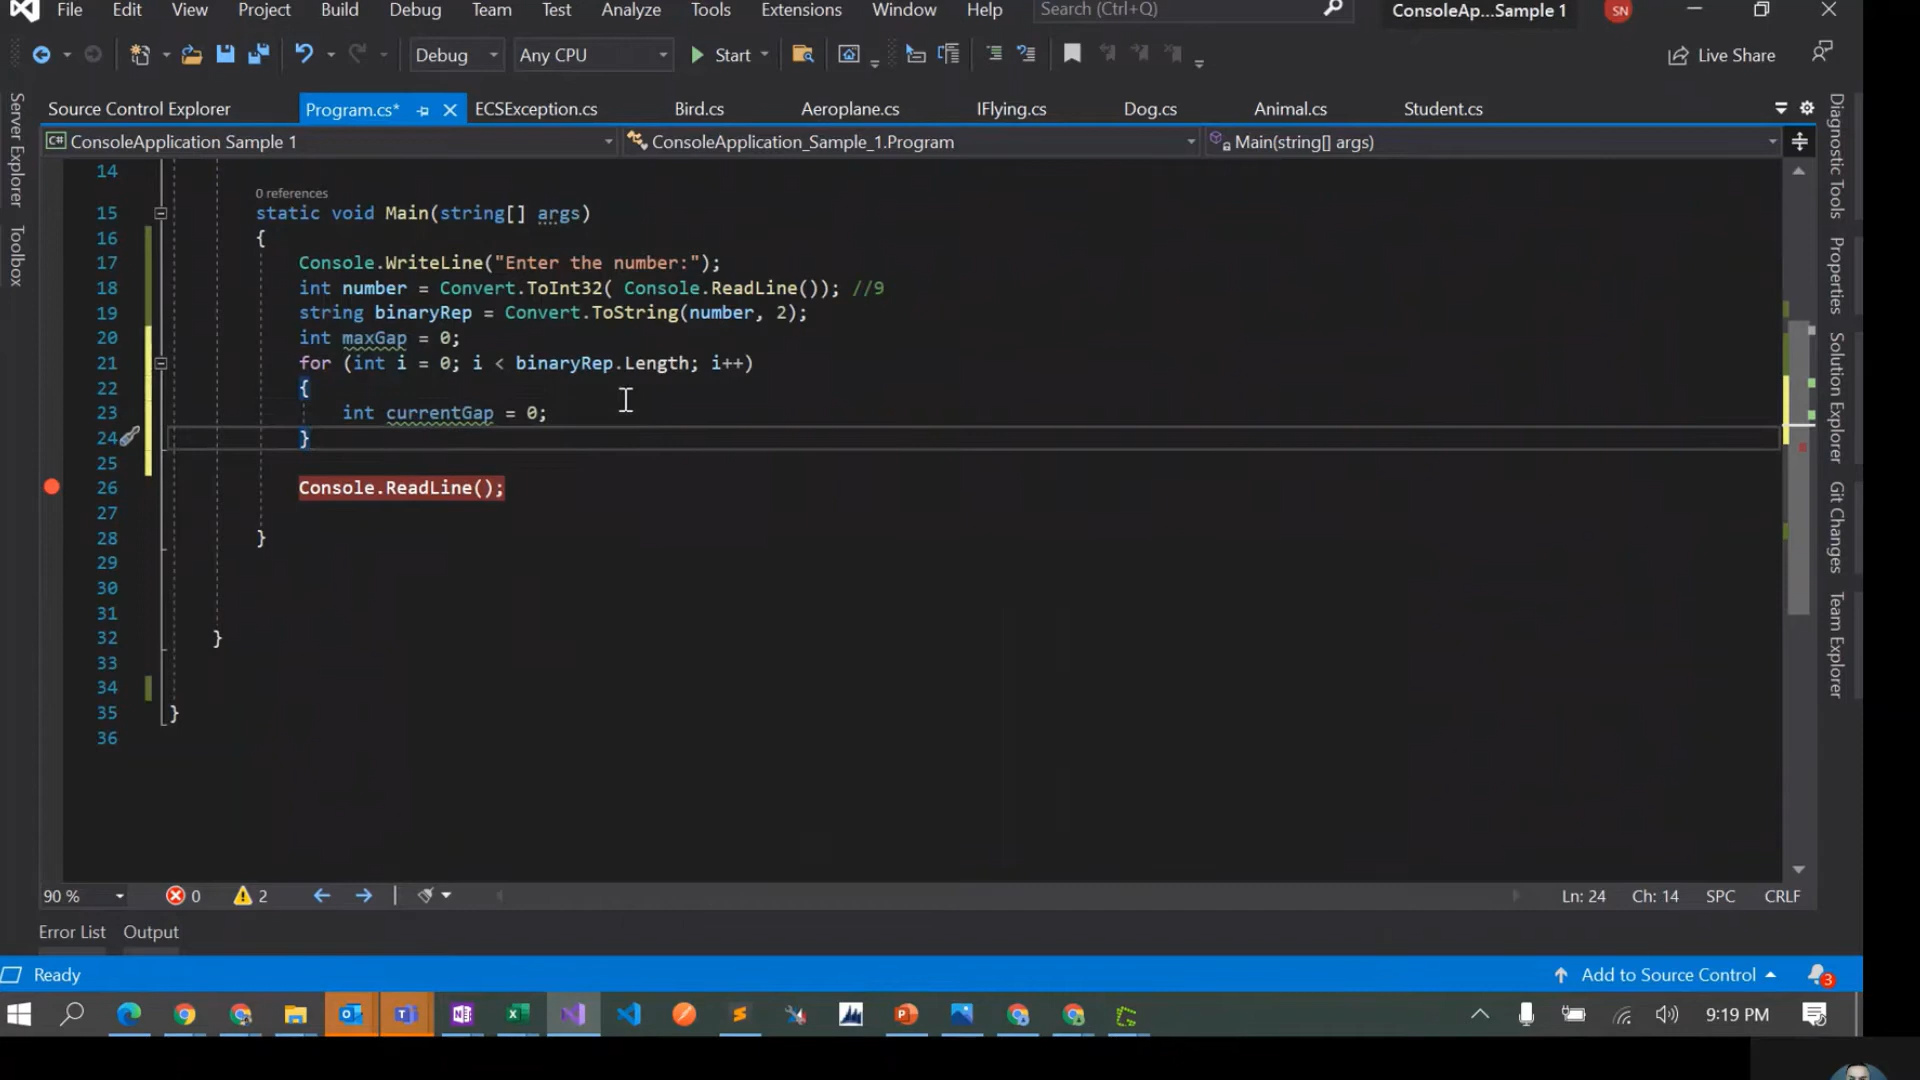 File Edit View Project Build Debug Team Test Analyze Tools Extensions Window Help Search (Ctrl+Q) ConsoleAp...Sample 1 SN
Debug Any CPU Start Live Share
Source Control Explorer Program.cs* ECSException.cs Bird.cs Aeroplane.cs IFlying.cs Dog.cs Animal.cs Student.cs
C# ConsoleApplication Sample 1 ConsoleApplication_Sample_1.Program Main(string[] args)
Server Explorer
Toolbox
14
0 references
15 static void Main(string[] args)
16 {
17 Console.WriteLine("Enter the number:");
18 int number = Convert.ToInt32( Console.ReadLine()); //9
19 string binaryRep = Convert.ToString(number, 2);
20 int maxGap = 0;
21 for (int i = 0; i < binaryRep.Length; i++)
22 {
23 int currentGap = 0;
24 }
25
26 Console.ReadLine();
27
28 }
29
30
31
32 }
33
34
35 }
36
Diagnostic Tools
Properties
Solution Explorer
Git Changes
Team Explorer
90 % 0 2 Ln: 24 Ch: 14 SPC CRLF
Error List Output
Ready Add to Source Control 3
9:19 PM